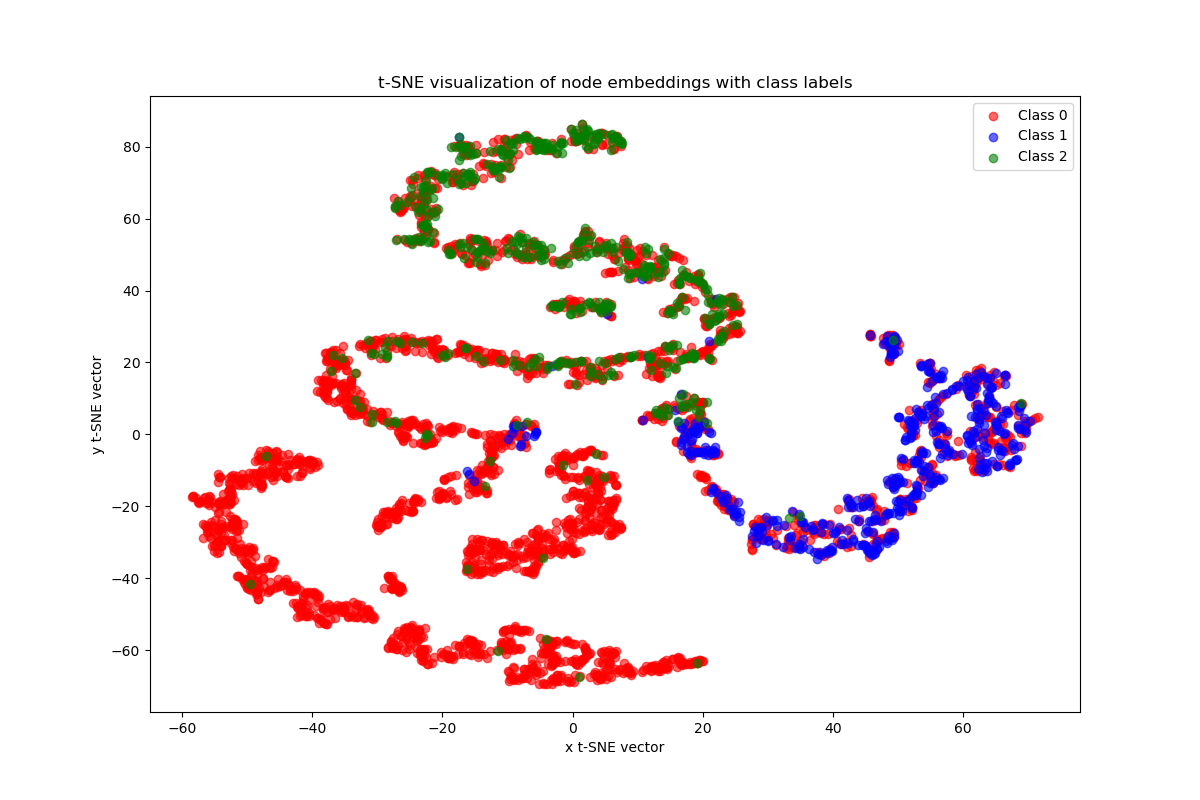 t-SNE visualization of node embeddings with class labels
Class 0
Class 1
Class 2
80
60
40
20
0
−20
−40
−60
y t-SNE vector
−60 −40 −20 0 20 40 60
x t-SNE vector